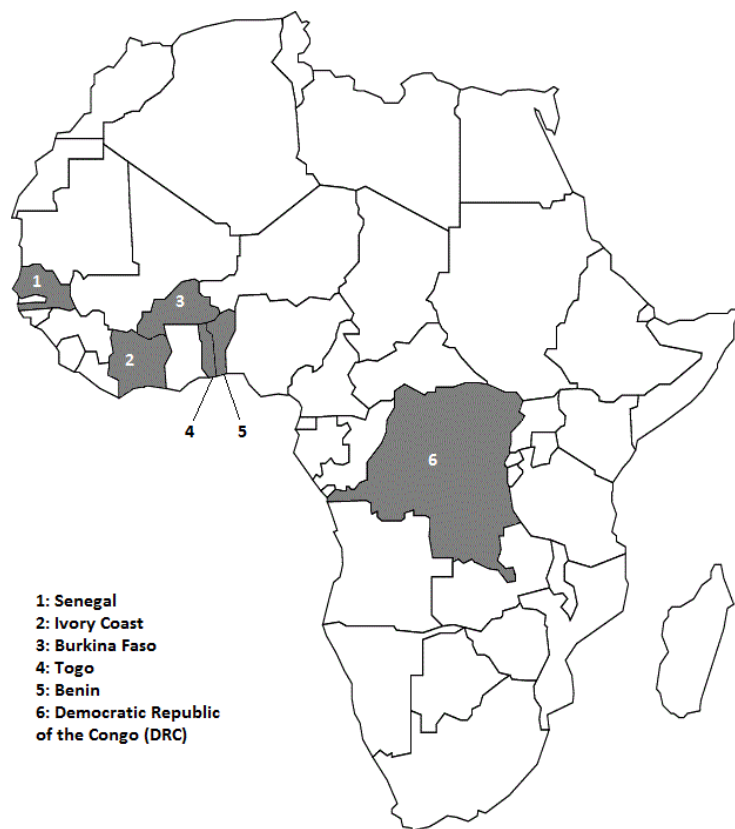 1
3
2
4
5
6
1: Senegal
2: Ivory Coast
3: Burkina Faso
4: Togo
5: Benin
6: Democratic Republic
of the Congo (DRC)